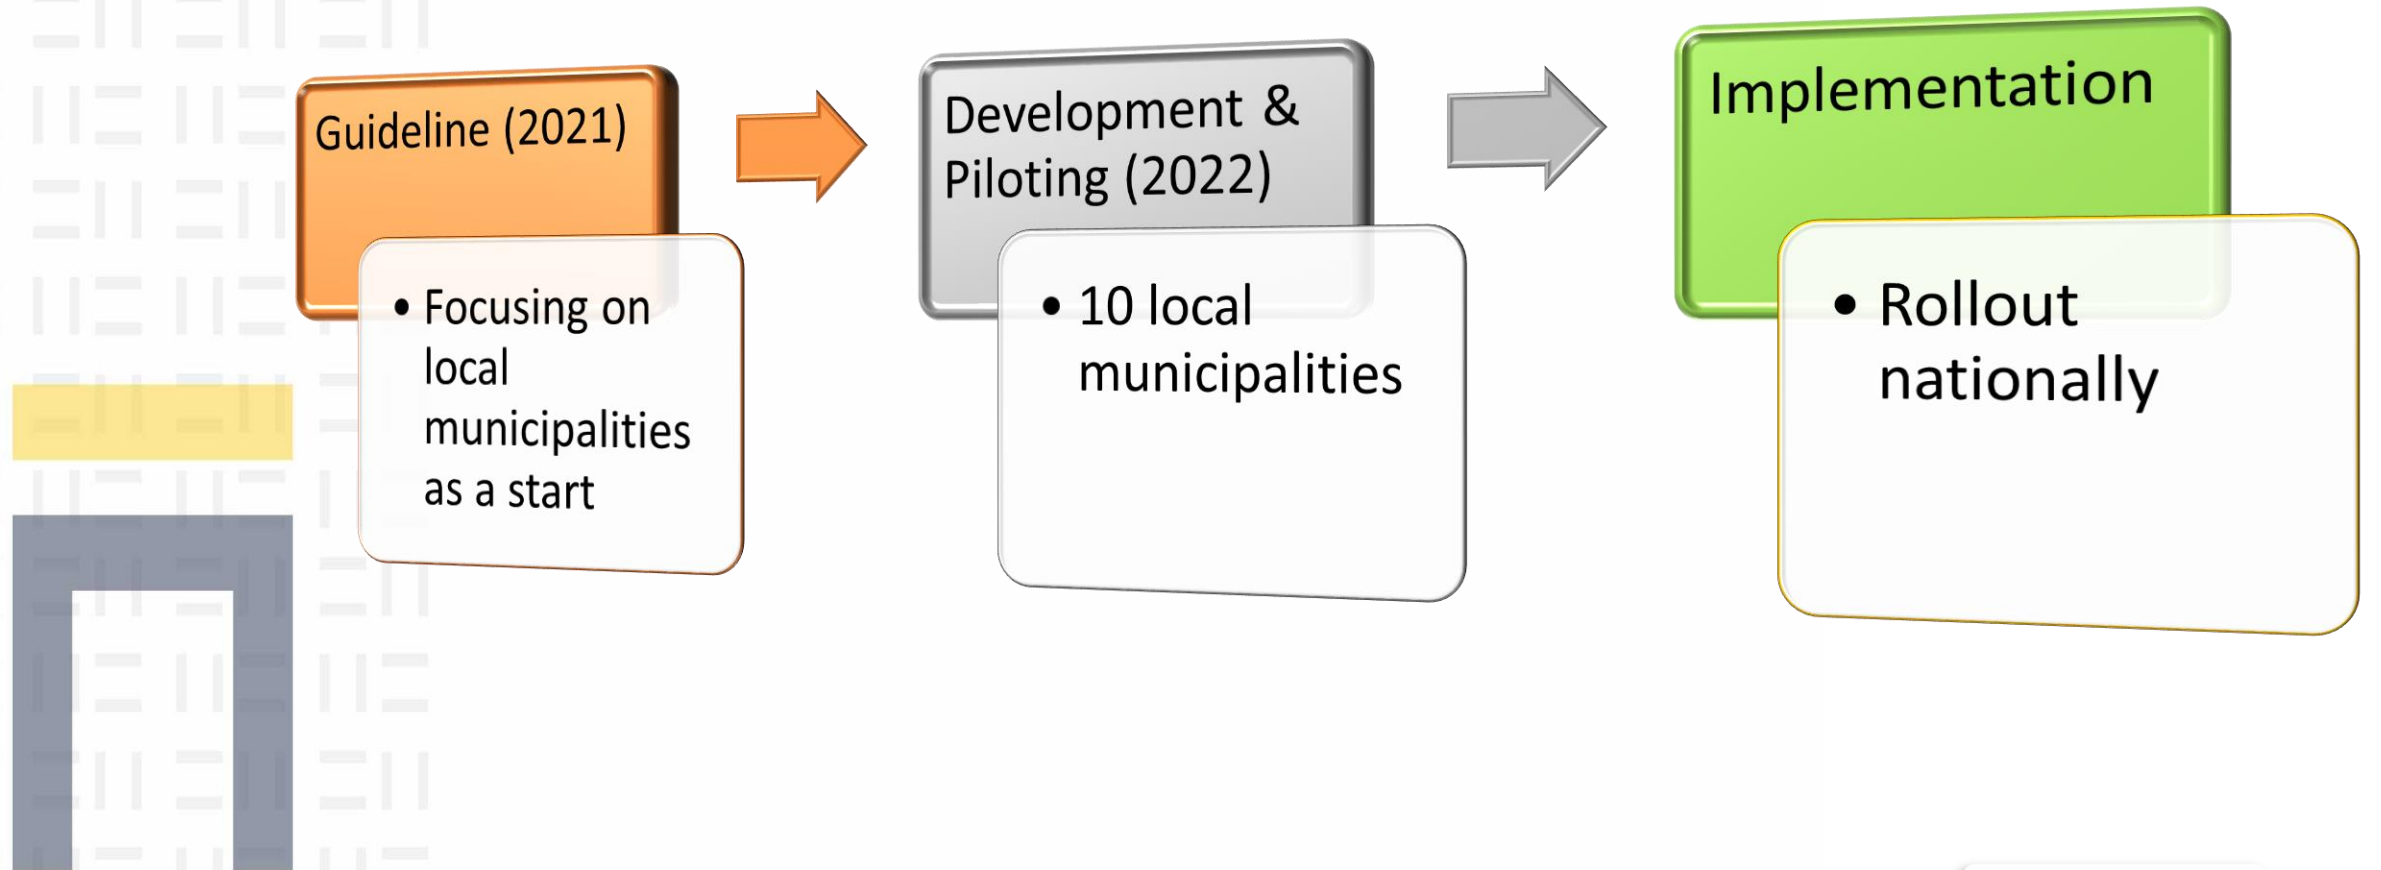 Guideline (2021)
• Focusing on
local
municipalities
as a start
Development &
Piloting (2022)
• 10 local
municipalities
Implementation
• Rollout
nationally